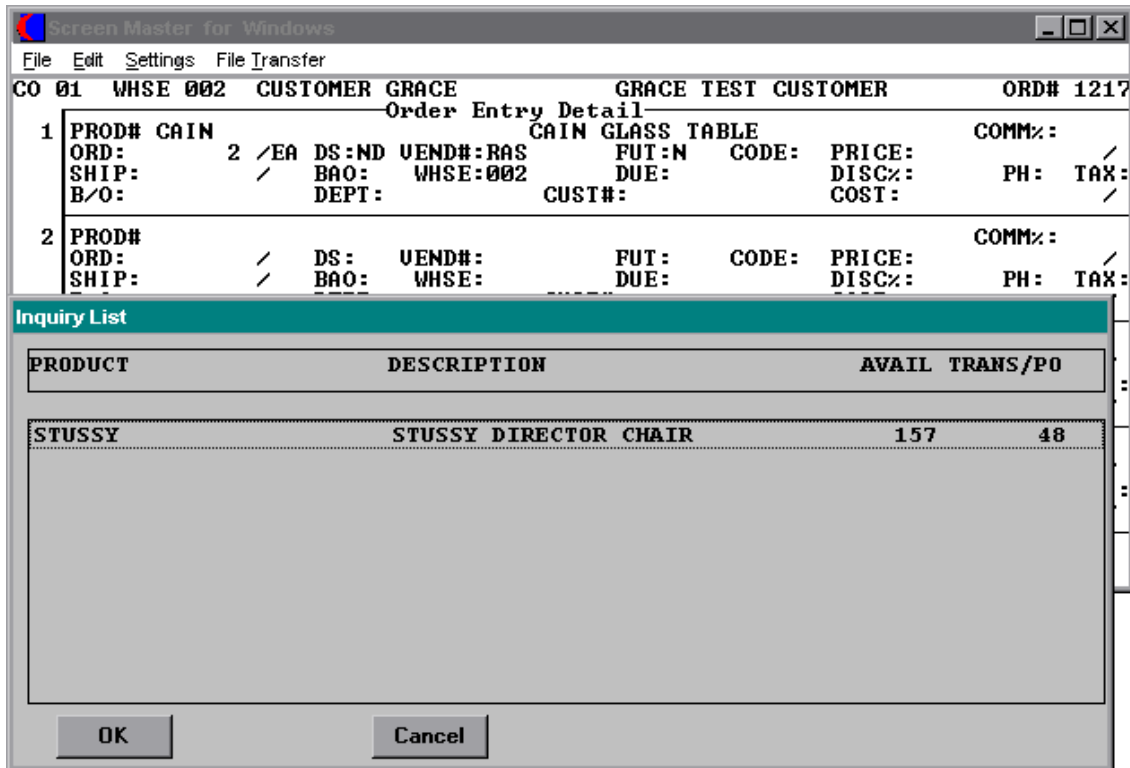 Screen Master for Windows
File Edit Settings File Transfer
CO 01 WHSE 002 CUSTOMER GRACE GRACE TEST CUSTOMER ORD# 1217
Order Entry Detail
1 PROD# CAIN CAIN GLASS TABLE COMM%:
ORD: 2 /EA DS:ND VEND#:RAS FUT:N CODE: PRICE: /
SHIP: / BAO: WHSE:002 DUE: DISC%: PH: TAX:
B/O: DEPT: CUST#: COST: /
2 PROD# COMM%:
ORD: / DS: VEND#: FUT: CODE: PRICE: /
SHIP: / BAO: WHSE: DUE: DISC%: PH: TAX:
Inquiry List
PRODUCT DESCRIPTION AVAIL TRANS/PO
STUSSY STUSSY DIRECTOR CHAIR 157 48
OK Cancel